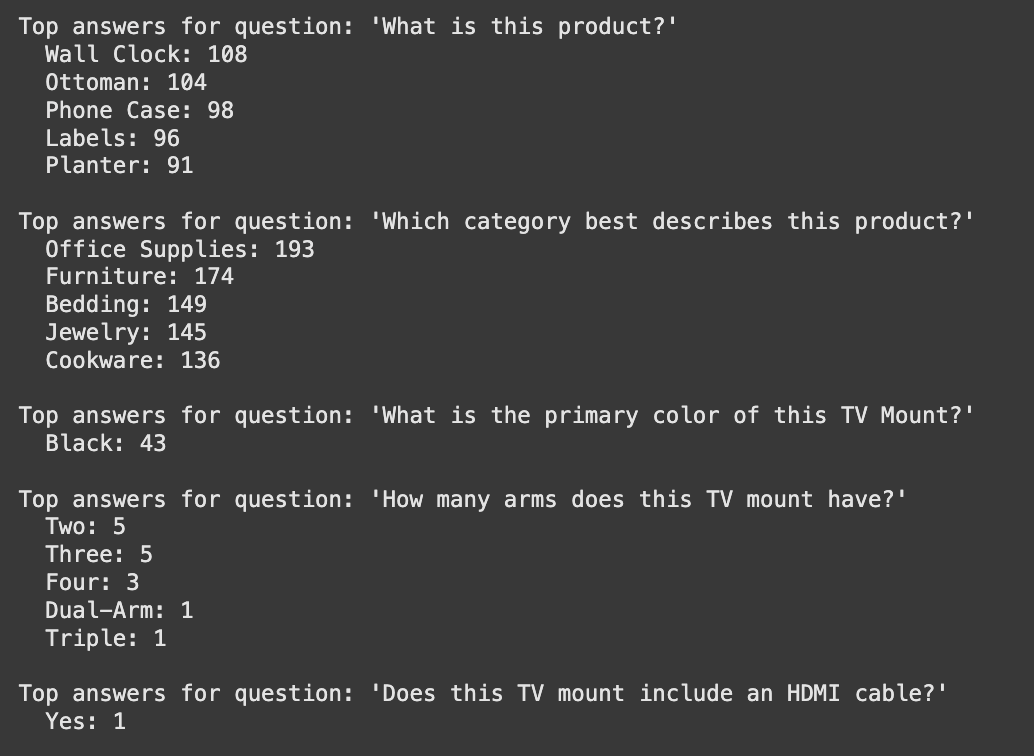 Top answers for question: 'What is this product?'
Wall Clock: 108
Ottoman: 104
Phone Case: 98
Labels: 96
Planter: 91
Top answers for question: 'Which category best describes this product?'
Office Supplies: 193
Furniture: 174
Bedding: 149
Jewelry: 145
Cookware: 136
Top answers for question: 'What is the primary color of this TV Mount?'
Black: 43
Top answers for question: 'How many arms does this TV mount have?'
Two: 5
Three: 5
Four: 3
Dual-Arm: 1
Triple: 1
Top answers for question: 'Does this TV mount include an HDMI cable?'
Yes: 1